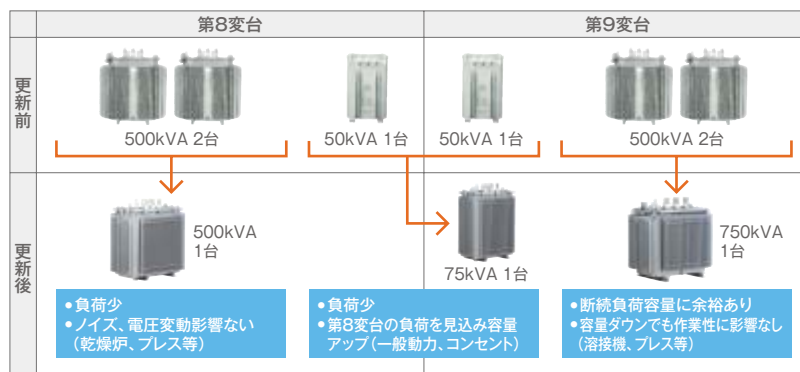 第8変台
第9変台
更新前
500kVA 2台
50kVA 1台
50kVA 1台
500kVA 2台
更新後
500kVA
1台
75kVA 1台
750kVA
1台
●負荷少
●ノイズ、電圧変動影響ない
（乾燥炉、プレス等）
●負荷少
●第8変台の負荷を見込み容量
アップ（一般動力、コンセント）
●断続負荷容量に余裕あり
●容量ダウンでも作業性に影響なし
（溶接機、プレス等）